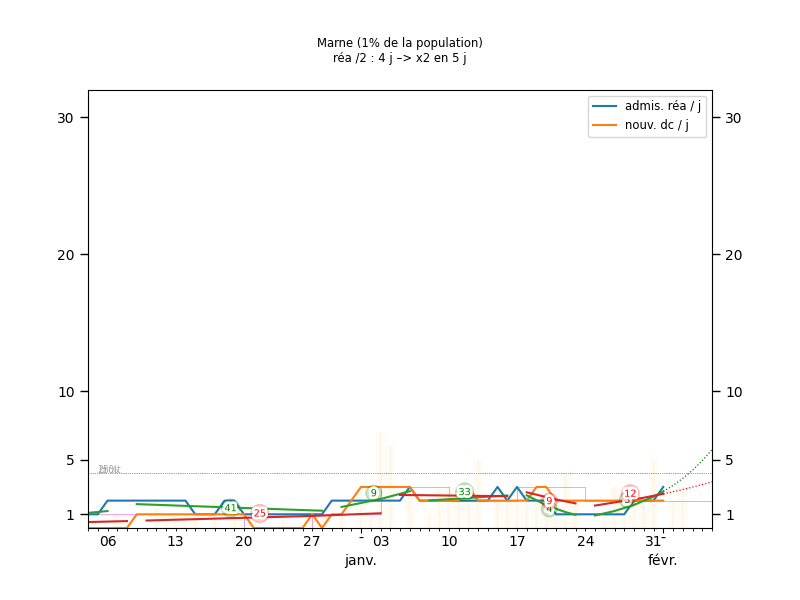 Marne (1% de la population)
réa /2 : 4 j –> x2 en 5 j
admis. réa / j
nouv. dc / j
30 30
20 20
10 10
5 5
1 1
41 25 9 33 9 4 12
06 13 20 27 03 10 17 24 31
janv. févr.